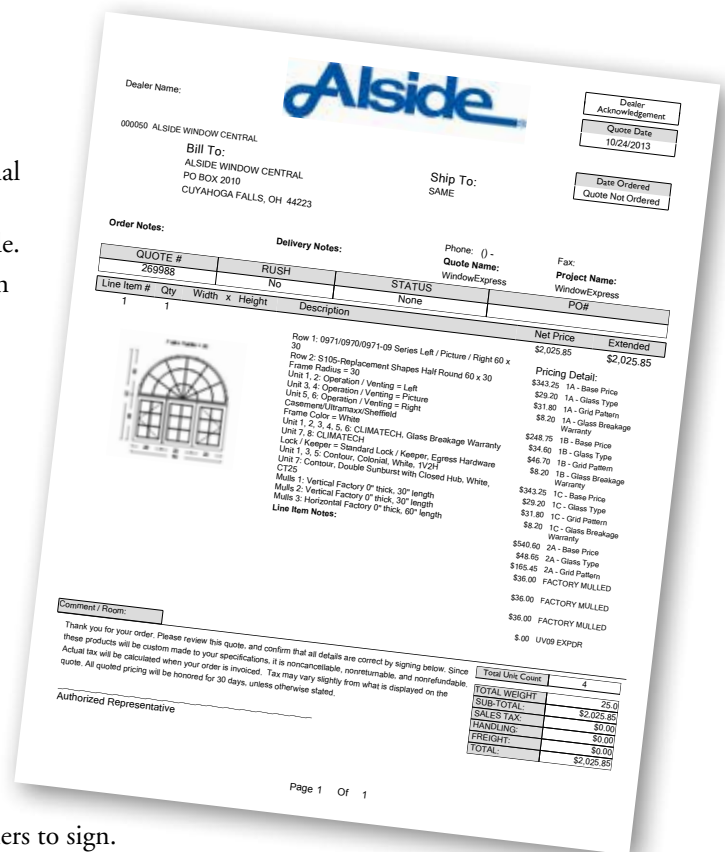 al
le.
n
Alside
Dealer Name:
Dealer
Acknowledgement
Quote Date
10/24/2013
000050 ALSIDE WINDOW CENTRAL
Bill To:
ALSIDE WINDOW CENTRAL
PO BOX 2010
CUYAHOGA FALLS, OH 44223
Ship To:
SAME
Date Ordered
Quote Not Ordered
Order Notes:
Delivery Notes:
Phone: () -
Fax:
Quote Name:
WindowExpress
Project Name:
WindowExpress
QUOTE # RUSH STATUS PO#
269988 No None
Line Item # Qty Width x Height Description Net Price Extended
1 1 $2,025.85 $2,025.85
Row 1: 0971/0970/0971-09 Series Left / Picture / Right 60 x
30
Row 2: S105-Replacement Shapes Half Round 60 x 30
Frame Radius = 30
Unit 1, 2: Operation / Venting = Left
Unit 3, 4: Operation / Venting = Picture
Unit 5, 6: Operation / Venting = Right
Casement/Ultramaxx/Sheffield
Frame Color = White
Unit 1, 2, 3, 4, 5, 6: CLIMATECH, Glass Breakage Warranty
Unit 7, 8: CLIMATECH
Lock / Keeper = Standard Lock / Keeper, Egress Hardware
Unit 1, 3, 5: Contour, Colonial, White, 1V2H
Unit 7: Contour, Double Sunburst with Closed Hub, White,
CT25
Mulls 1: Vertical Factory 0" thick, 30" length
Mulls 2: Vertical Factory 0" thick, 30" length
Mulls 3: Horizontal Factory 0" thick, 60" length
Line Item Notes:
Pricing Detail:
$343.25 1A - Base Price
$29.20 1A - Glass Type
$31.80 1A - Grid Pattern
$8.20 1A - Glass Breakage
Warranty
$248.75 1B - Base Price
$34.60 1B - Glass Type
$46.70 1B - Grid Pattern
$8.20 1B - Glass Breakage
Warranty
$343.25 1C - Base Price
$29.20 1C - Glass Type
$31.80 1C - Grid Pattern
$8.20 1C - Glass Breakage
Warranty
$540.60 2A - Base Price
$48.65 2A - Glass Type
$165.45 2A - Grid Pattern
$36.00 FACTORY MULLED
$36.00 FACTORY MULLED
$36.00 FACTORY MULLED
$.00 UV09 EXPDR
Comment / Room:
Thank you for your order. Please review this quote, and confirm that all details are correct by signing below. Since
these products will be custom made to your specifications, it is noncancellable, nonreturnable, and nonrefundable.
Actual tax will be calculated when your order is invoiced. Tax may vary slightly from what is displayed on the
quote. All quoted pricing will be honored for 30 days, unless otherwise stated.
Authorized Representative
Total Unit Count 4
TOTAL WEIGHT 25.0
SUB-TOTAL: $2,025.85
SALES TAX: $0.00
HANDLING: $0.00
FREIGHT: $0.00
TOTAL: $2,025.85
Page 1 Of 1
ers to sign.